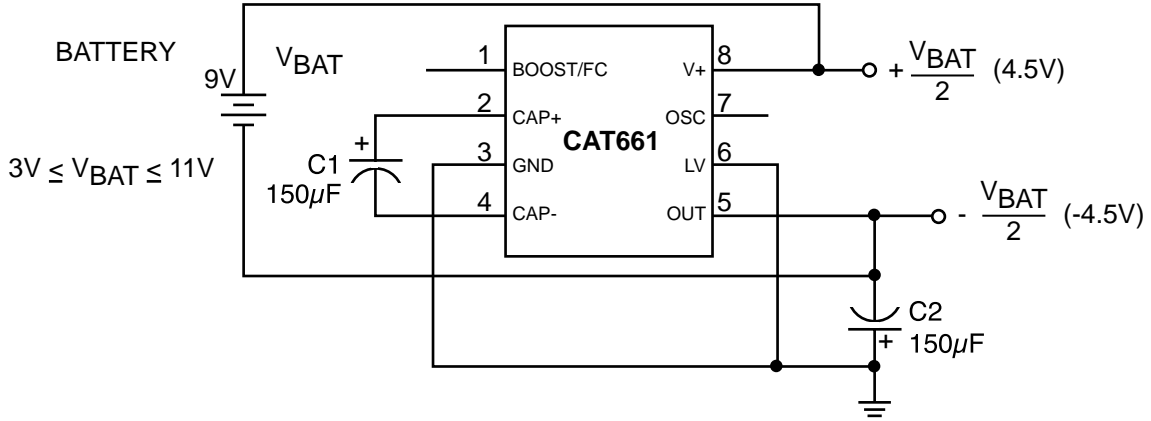 BATTERY
V_BAT
9V
3V ≤ V_BAT ≤ 11V
C1
150µF
+
1
2
3
4
BOOST/FC
CAP+
GND
CAP-
CAT661
V+
OSC
LV
OUT
8
7
6
5
+ V_BAT/2 (4.5V)
- V_BAT/2 (-4.5V)
C2
+ 150µF